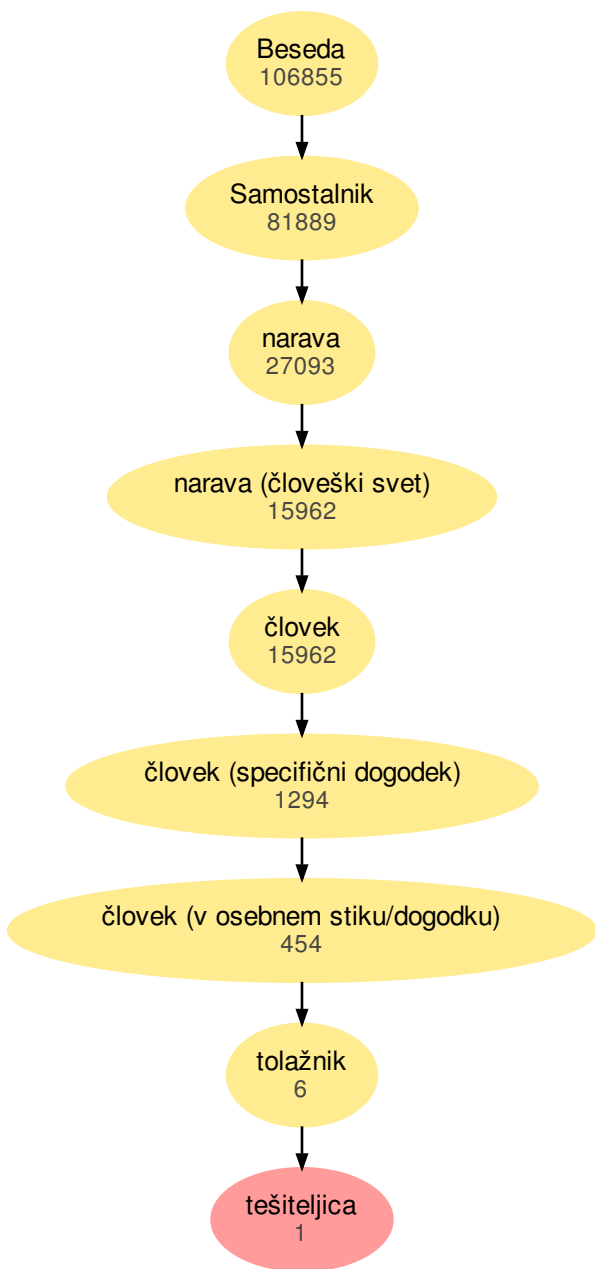 Beseda
106855
Samostalnik
81889
narava
27093
narava (človeški svet)
15962
človek
15962
človek (specifični dogodek)
1294
človek (v osebnem stiku/dogodku)
454
tolažnik
6
tešiteljica
1